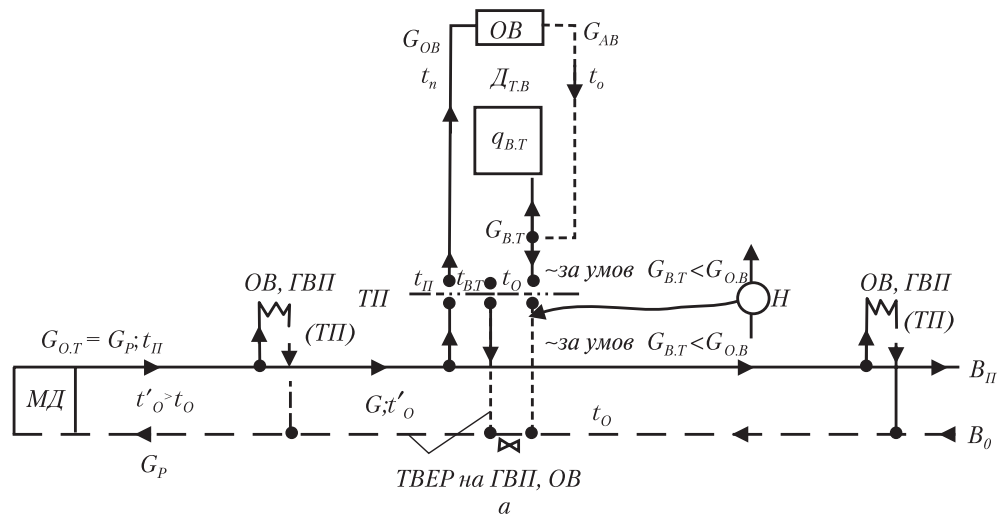 G_ОВ ОВ G_АВ
t_п Д_Т.В t_о
q_В.Т
G_В.Т
~за умов G_В.Т<G_О.В
ОВ, ГВП ТП t_П t_В.Т t_О Н ОВ, ГВП
G_О.Т = G_Р; t_П (ТП) ~за умов G_В.Т<G_О.В (ТП)
В_П
МД t'_О>t_О G;t'_О t_О
В_0
G_Р
ТВЕР на ГВП, ОВ
а